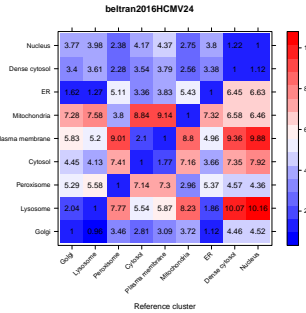 beltran2016HCMV24
Nucleus 3.77 3.98 2.38 4.17 4.37 2.75 3.8 1.22 1
Dense cytosol 3.4 3.61 2.28 3.54 3.79 2.56 3.38 1 1.12
ER 1.62 1.27 5.11 3.36 3.83 5.43 1 6.45 6.63
Mitochondria 7.28 7.58 3.8 8.84 9.14 1 7.32 6.58 6.46
lasma membrane 5.83 5.2 9.01 2.1 1 8.8 4.96 9.36 9.88
Cytosol 4.45 4.13 7.41 1 1.77 7.16 3.66 7.35 7.92
Peroxisome 5.29 5.58 1 7.14 7.3 2.96 5.37 4.57 4.36
Lysosome 2.04 1 7.77 5.54 5.87 8.23 1.86 10.07 10.16
Golgi 1 3.46 2.81 3.09 3.72 1.12 4.46 4.52
Golgi Lysosome Peroxisome Cytosol Plasma membrane Mitochondria ER Dense cytosol Nucleus
Reference cluster
10
8
6
4
2